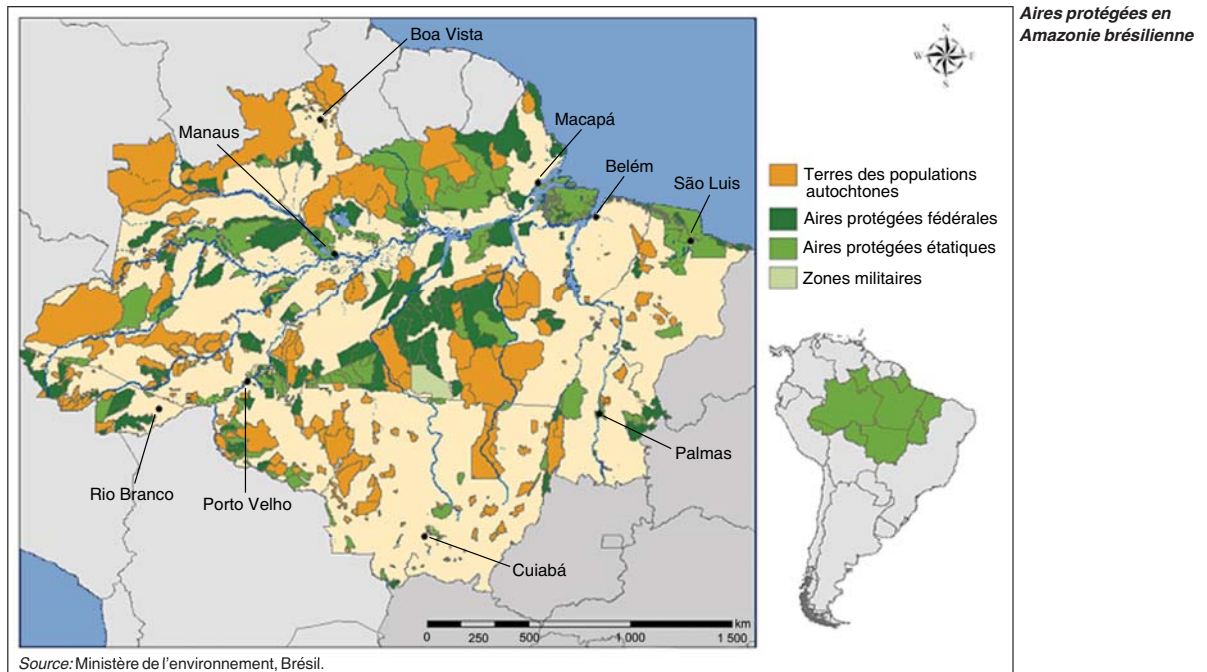 Aires protégées en
Amazonie brésilienne
Boa Vista
Manaus
Macapá
Belém
São Luis
N
W
E
S
Terres des populations
autochtones
Aires protégées fédérales
Aires protégées étatiques
Zones militaires
Palmas
Rio Branco
Porto Velho
Cuiabá
km
0 250 500 1 000 1 500
Source: Ministère de l'environnement, Brésil.